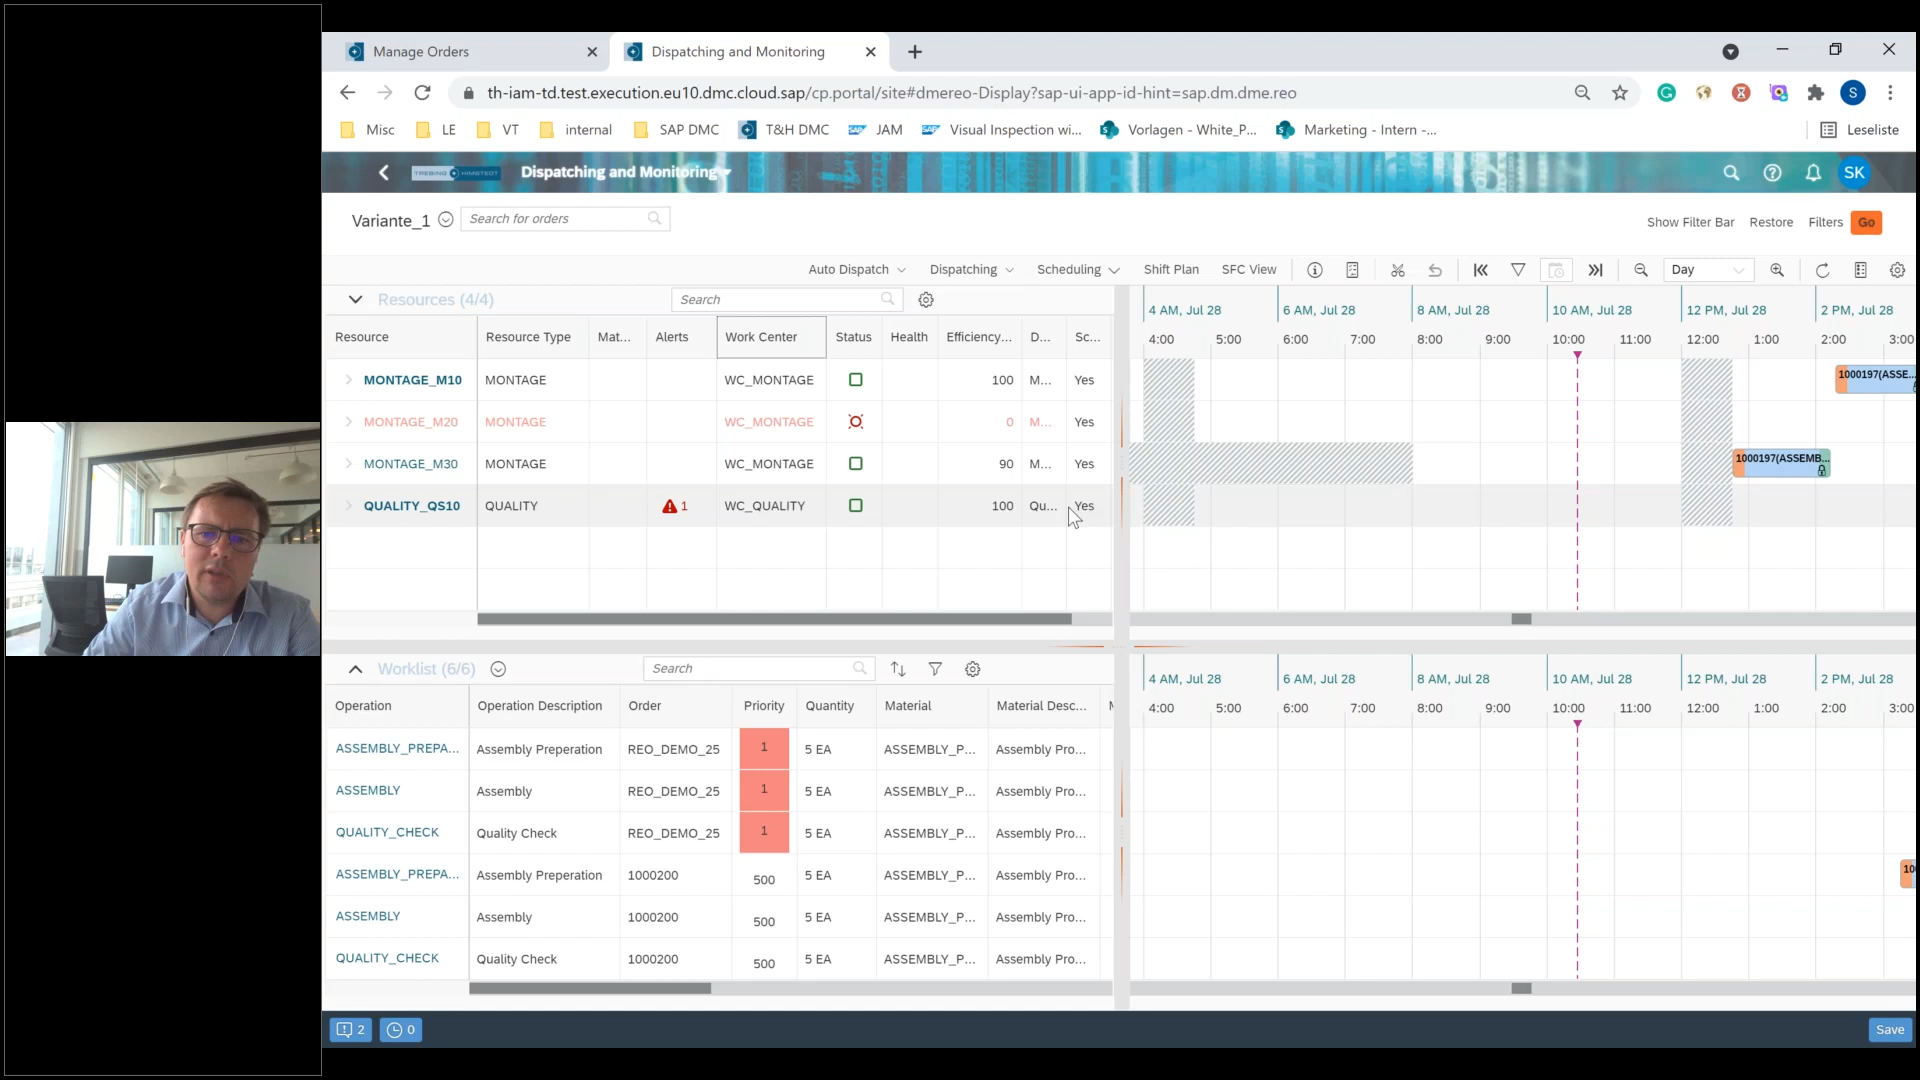 Manage Orders
Dispatching and Monitoring
th-iam-td.test.execution.eu10.dmc.cloud.sap/cp.portal/site#dmereo-Display?sap-ui-app-id-hint=sap.dm.dme.reo
S
Misc LE VT internal SAP DMC T&H DMC JAM Visual Inspection wi... Vorlagen - White_P... Marketing - Intern -... Leseliste
TREBING HIMSTEDT Dispatching and Monitoring SK
Variante_1 Search for orders Show Filter Bar Restore Filters Go
Auto Dispatch Dispatching Scheduling Shift Plan SFC View Day
Resources (4/4) Search
4 AM, Jul 28 6 AM, Jul 28 8 AM, Jul 28 10 AM, Jul 28 12 PM, Jul 28 2 PM, Jul 28
Resource Resource Type Mat... Alerts Work Center Status Health Efficiency... D... Sc...
4:00 5:00 6:00 7:00 8:00 9:00 10:00 11:00 12:00 1:00 2:00 3:00
MONTAGE_M10 MONTAGE WC_MONTAGE 100 M... Yes 1000197(ASSE...
MONTAGE_M20 MONTAGE WC_MONTAGE 0 M... Yes
MONTAGE_M30 MONTAGE WC_MONTAGE 90 M... Yes 1000197(ASSEMB...
QUALITY_QS10 QUALITY 1 WC_QUALITY 100 Qu... Yes
Worklist (6/6) Search
4 AM, Jul 28 6 AM, Jul 28 8 AM, Jul 28 10 AM, Jul 28 12 PM, Jul 28 2 PM, Jul 28
Operation Operation Description Order Priority Quantity Material Material Desc...
4:00 5:00 6:00 7:00 8:00 9:00 10:00 11:00 12:00 1:00 2:00 3:00
ASSEMBLY_PREPA... Assembly Preperation REO_DEMO_25 1 5 EA ASSEMBLY_P... Assembly Pro...
ASSEMBLY Assembly REO_DEMO_25 1 5 EA ASSEMBLY_P... Assembly Pro...
QUALITY_CHECK Quality Check REO_DEMO_25 1 5 EA ASSEMBLY_P... Assembly Pro...
ASSEMBLY_PREPA... Assembly Preperation 1000200 500 5 EA ASSEMBLY_P... Assembly Pro... 10
ASSEMBLY Assembly 1000200 500 5 EA ASSEMBLY_P... Assembly Pro...
QUALITY_CHECK Quality Check 1000200 500 5 EA ASSEMBLY_P... Assembly Pro...
2 0 Save